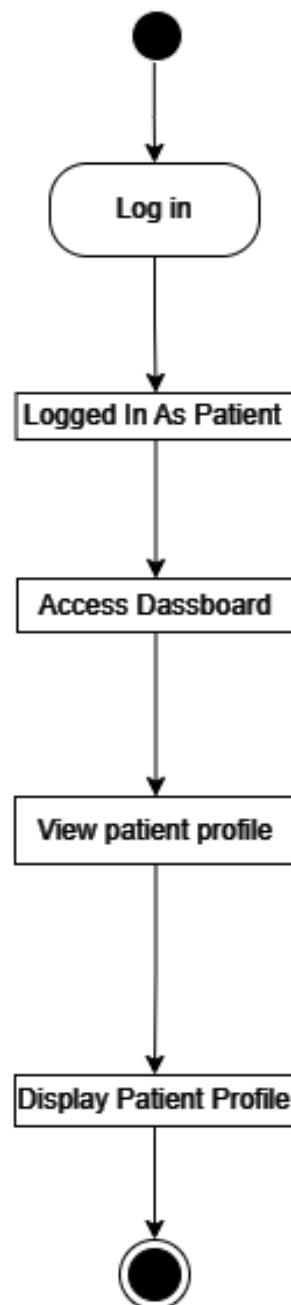 Log in
Logged In As Patient
Access Dassboard
View patient profile
Display Patient Profile